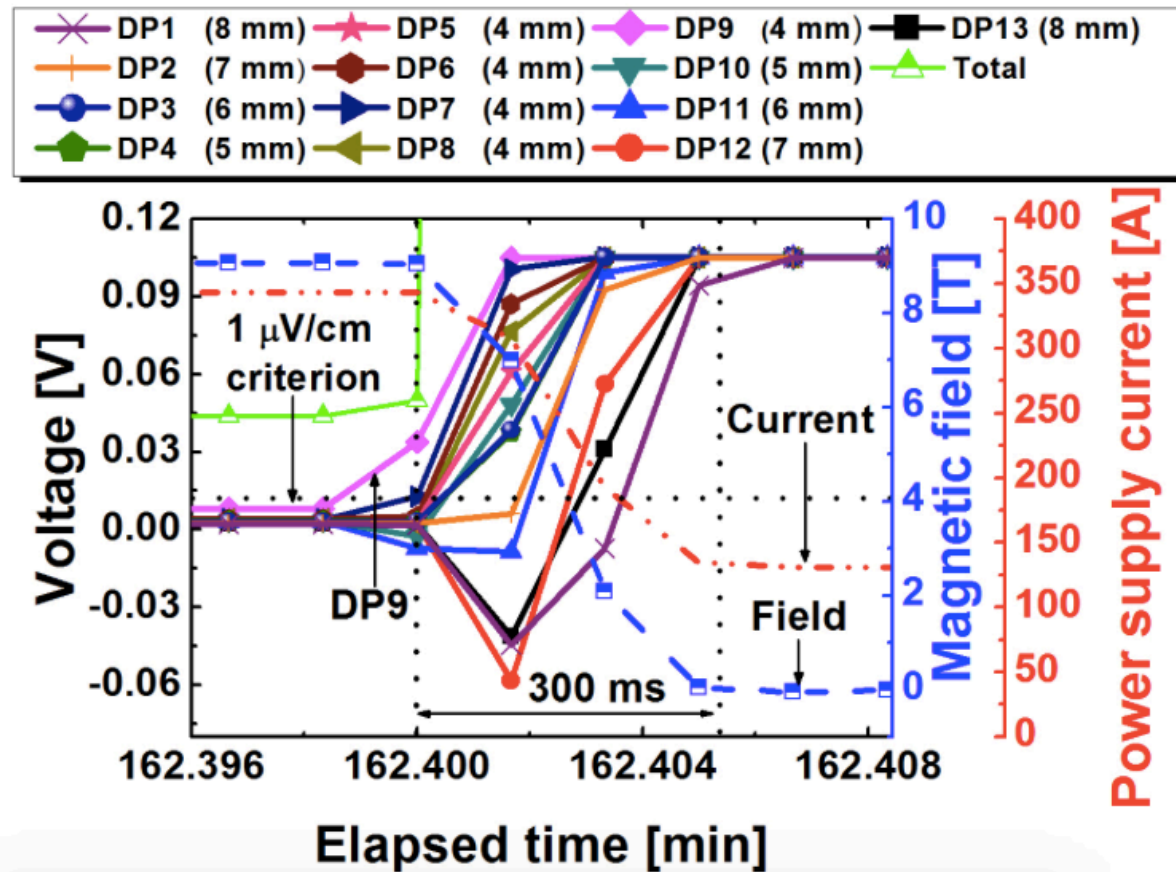 DP1 (8 mm) DP5 (4 mm) DP9 (4 mm) DP13 (8 mm)
DP2 (7 mm) DP6 (4 mm) DP10 (5 mm) Total
DP3 (6 mm) DP7 (4 mm) DP11 (6 mm)
DP4 (5 mm) DP8 (4 mm) DP12 (7 mm)
0.12
0.09
0.06
0.03
0.00
-0.03
-0.06
Voltage [V]
1 μV/cm
criterion
DP9
Current
Field
300 ms
10
8
6
4
2
0
Magnetic field [T]
400
350
300
250
200
150
100
50
0
Power supply current [A]
162.396 162.400 162.404 162.408
Elapsed time [min]